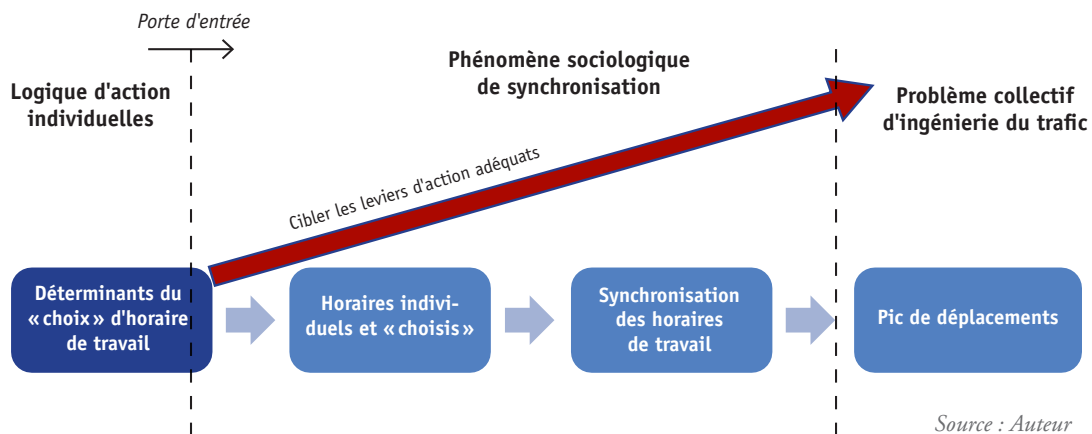 Porte d'entrée
Logique d'action
individuelles
Phénomène sociologique
de synchronisation
Problème collectif
d'ingénierie du trafic
Cibler les leviers d'action adéquats
Déterminants du
« choix » d'horaire
de travail
Horaires indivi-
duels et « choisis »
Synchronisation
des horaires
de travail
Pic de déplacements
Source : Auteur